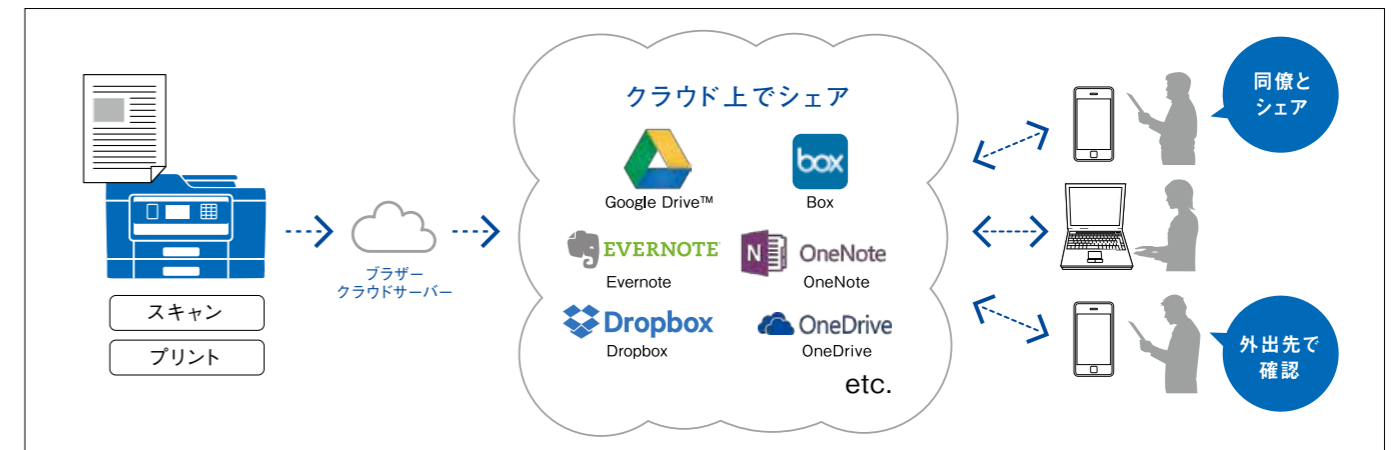 スキャン
プリント
ブラザー
クラウドサーバー
クラウド上でシェア
Google Drive™
box
Box
EVERNOTE
Evernote
N OneNote
OneNote
Dropbox
Dropbox
OneDrive
OneDrive
etc.
同僚と
シェア
外出先で
確認